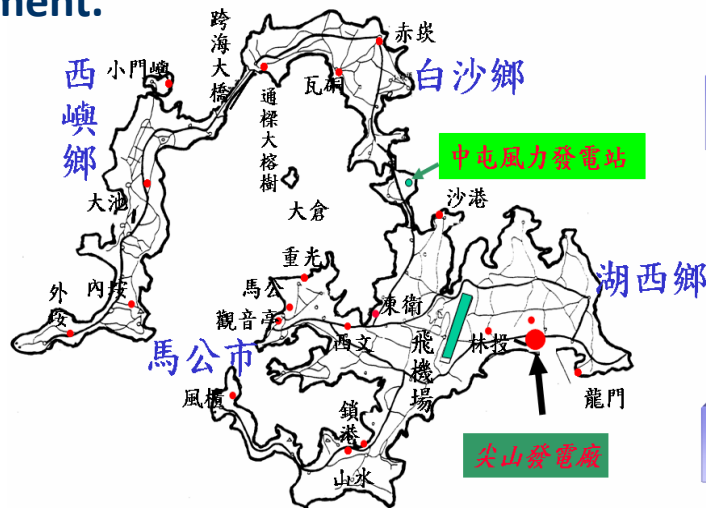 ment.
跨海大橋
赤崁
小門嶼
西嶼鄉
瓦硐
白沙鄉
通樑大榕樹
中屯風力發電站
大池
大倉
沙港
重光
湖西鄉
外垵
內垵
馬公
觀音亭
東衛
西文
飛機場
林投
馬公市
風櫃
鎖港
龍門
山水
尖山發電廠